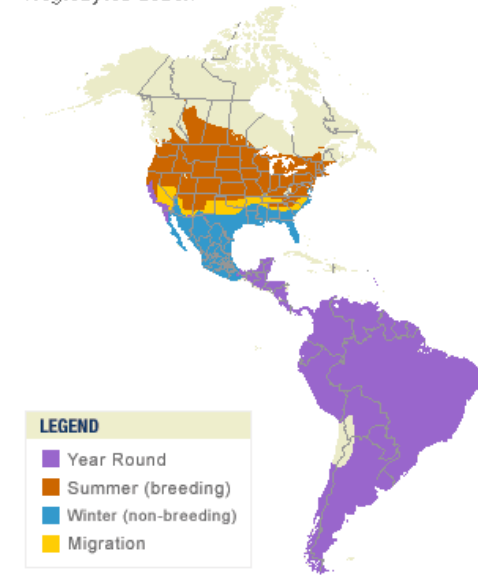 LEGEND
Year Round
Summer (breeding)
Winter (non-breeding)
Migration